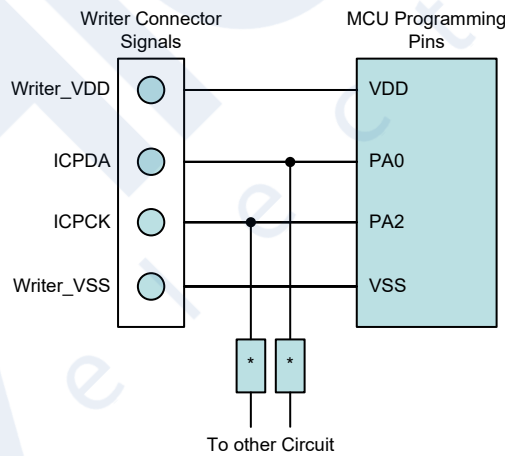 Writer Connector
Signals
MCU Programming
Pins
Writer_VDD
VDD
ICPDA
PA0
ICPCK
PA2
Writer_VSS
VSS
*
*
To other Circuit